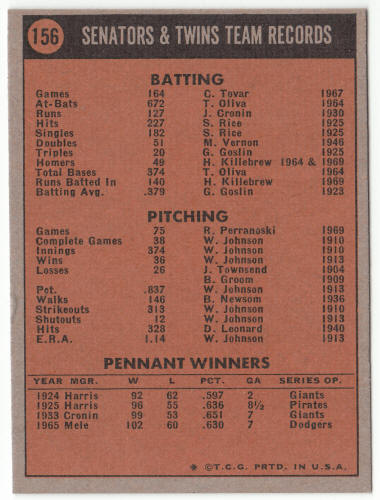 156 SENATORS & TWINS TEAM RECORDS
BATTING
Games 164 C. Tovar 1967
At-Bats 672 T. Oliva 1964
Runs 127 J. Cronin 1930
Hits 227 S. Rice 1925
Singles 182 S. Rice 1925
Doubles 51 M. Vernon 1946
Triples 20 G. Goslin 1925
Homers 49 H. Killebrew 1964 & 1969
Total Bases 374 T. Oliva 1964
Runs Batted In 140 H. Killebrew 1969
Batting Avg. .379 G. Goslin 1923
PITCHING
Games 75 R. Perranoski 1969
Complete Games 38 W. Johnson 1910
Innings 374 W. Johnson 1910
Wins 36 W. Johnson 1913
Losses 26 J. Townsend 1904
B. Groom 1909
Pct. .837 W. Johnson 1913
Walks 146 B. Newsom 1936
Strikeouts 313 W. Johnson 1910
Shutouts 12 W. Johnson 1913
Hits 328 D. Leonard 1940
E.R.A. 1.14 W. Johnson 1913
PENNANT WINNERS
YEAR MGR. W L PCT. GA SERIES OP.
1924 Harris 92 62 .597 2 Giants
1925 Harris 96 55 .636 8½ Pirates
1933 Cronin 99 53 .651 7 Giants
1965 Mele 102 60 .630 7 Dodgers
* © T.C.G. PRTD. IN U.S.A.